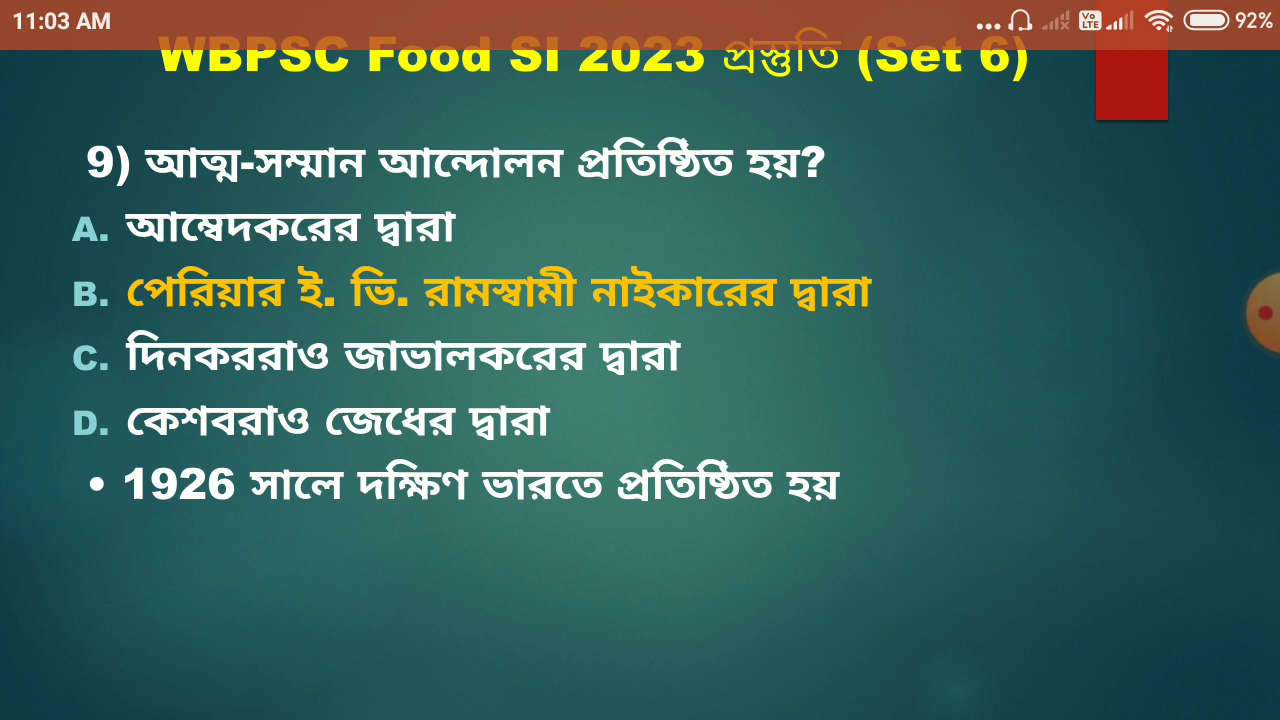 11:03 AM 92%
WBPSC Food SI 2023 প্রস্তুতি (Set 6)
9) আত্ম-সম্মান আন্দোলন প্রতিষ্ঠিত হয়?
A. আম্বেদকরের দ্বারা
B. পেরিয়ার ই. ভি. রামস্বামী নাইকারের দ্বারা
C. দিনকররাও জাভালকরের দ্বারা
D. কেশবরাও জেধের দ্বারা
• 1926 সালে দক্ষিণ ভারতে প্রতিষ্ঠিত হয়